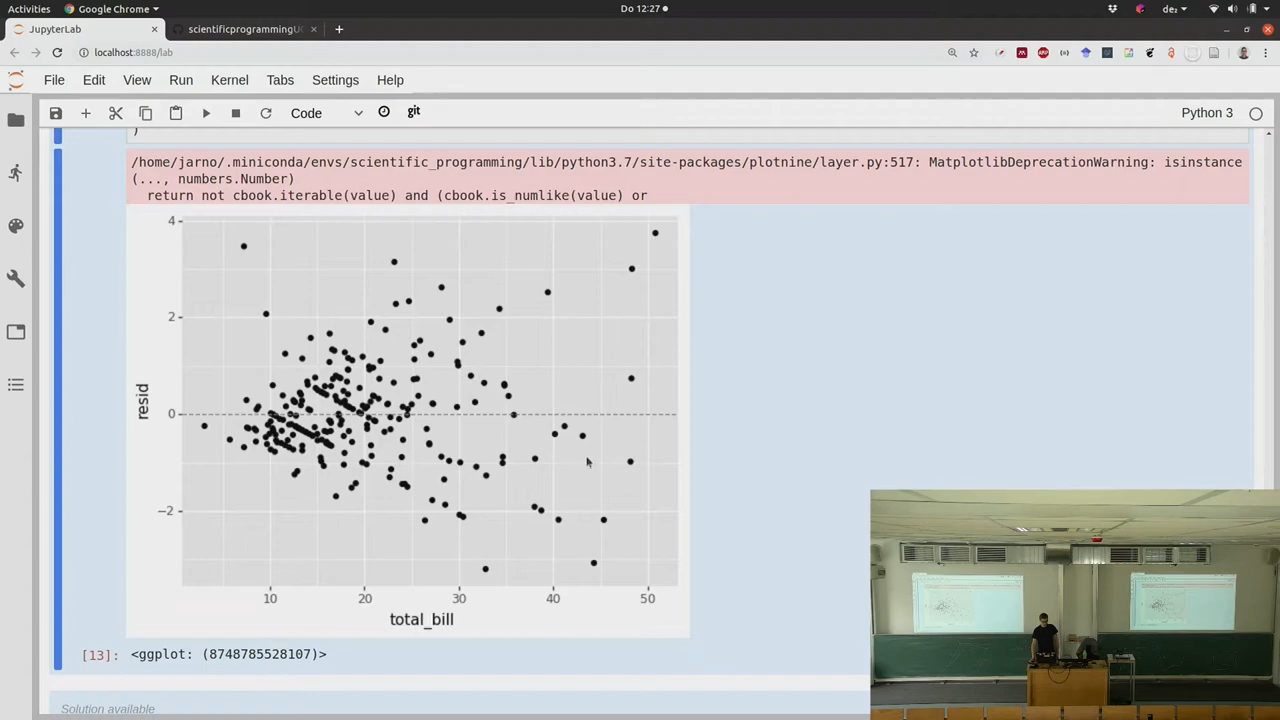 Activities
Google Chrome
Do 12:27
de₂
JupyterLab
scientificprogrammingU
localhost:8888/lab
File Edit View Run Kernel Tabs Settings Help
Code
git
Python 3
)
/home/jarno/.miniconda/envs/scientific_programming/lib/python3.7/site-packages/plotnine/layer.py:517: MatplotlibDeprecationWarning: isinstance
(..., numbers.Number)
return not cbook.iterable(value) and (cbook.is_numlike(value) or
4
2
0
−2
resid
10 20 30 40 50
total_bill
[13]: <ggplot: (8748785528107)>
Solution available